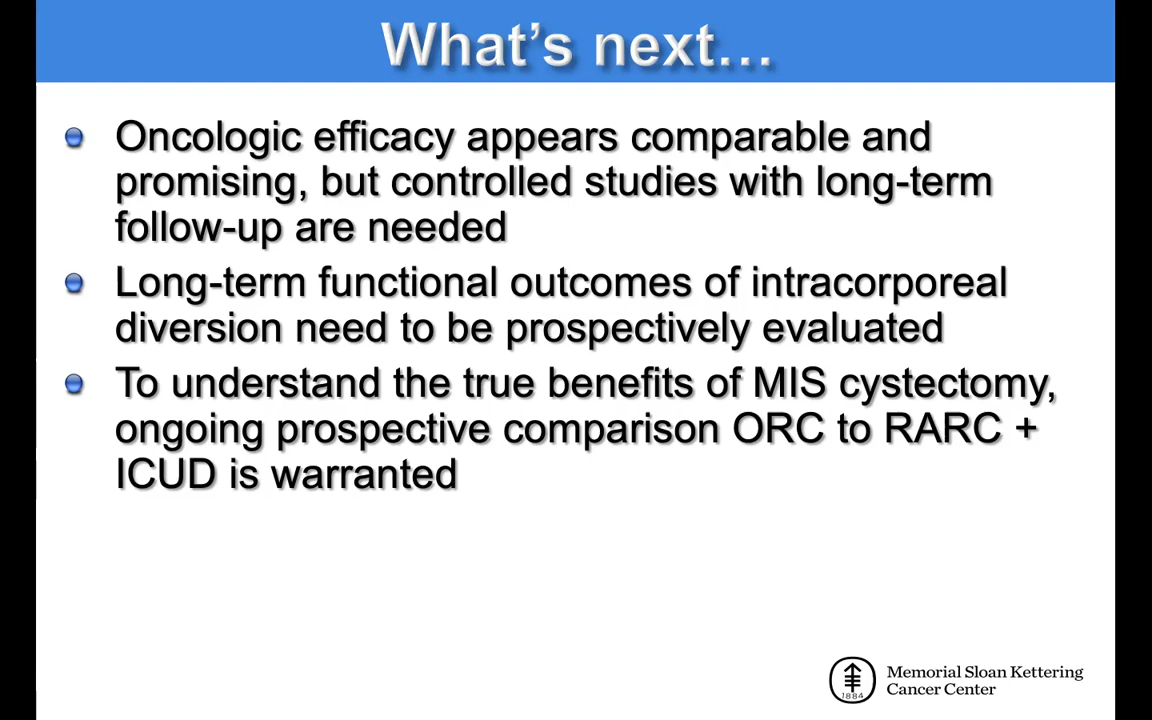 What’s next…
Oncologic efficacy appears comparable and
promising, but controlled studies with long-term
follow-up are needed
Long-term functional outcomes of intracorporeal
diversion need to be prospectively evaluated
To understand the true benefits of MIS cystectomy,
ongoing prospective comparison ORC to RARC +
ICUD is warranted
1884
Memorial Sloan Kettering
Cancer Center